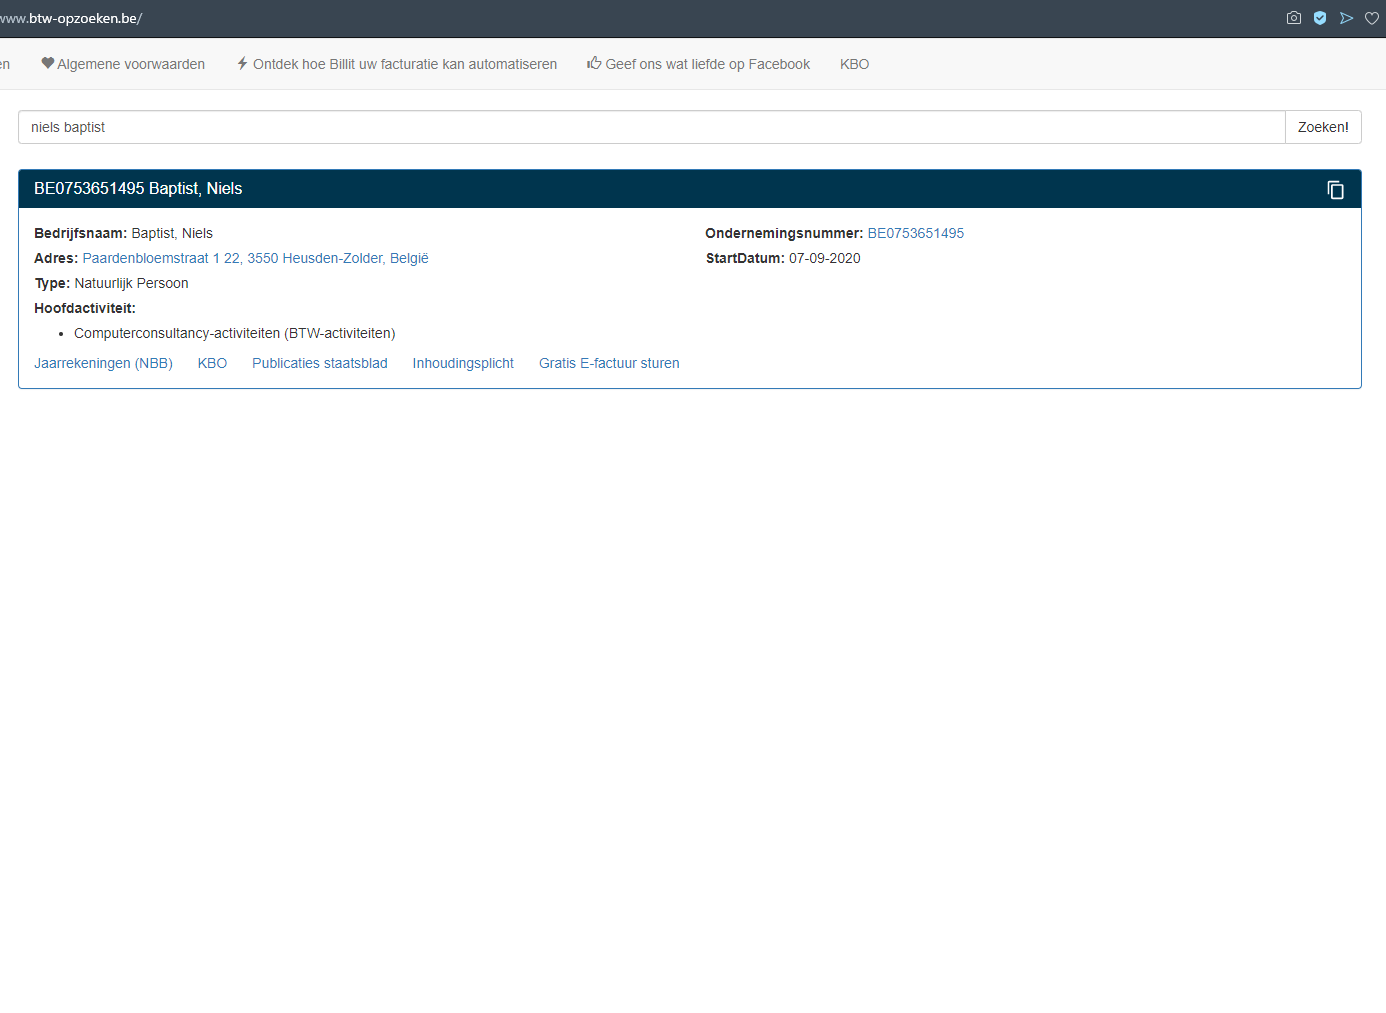 www.btw-opzoeken.be/
en Algemene voorwaarden Ontdek hoe Billit uw facturatie kan automatiseren Geef ons wat liefde op Facebook KBO
niels baptist Zoeken!
BE0753651495 Baptist, Niels
Bedrijfsnaam: Baptist, Niels Ondernemingsnummer: BE0753651495
Adres: Paardenbloemstraat 1 22, 3550 Heusden-Zolder, België StartDatum: 07-09-2020
Type: Natuurlijk Persoon
Hoofdactiviteit:
• Computerconsultancy-activiteiten (BTW-activiteiten)
Jaarrekeningen (NBB) KBO Publicaties staatsblad Inhoudingsplicht Gratis E-factuur sturen